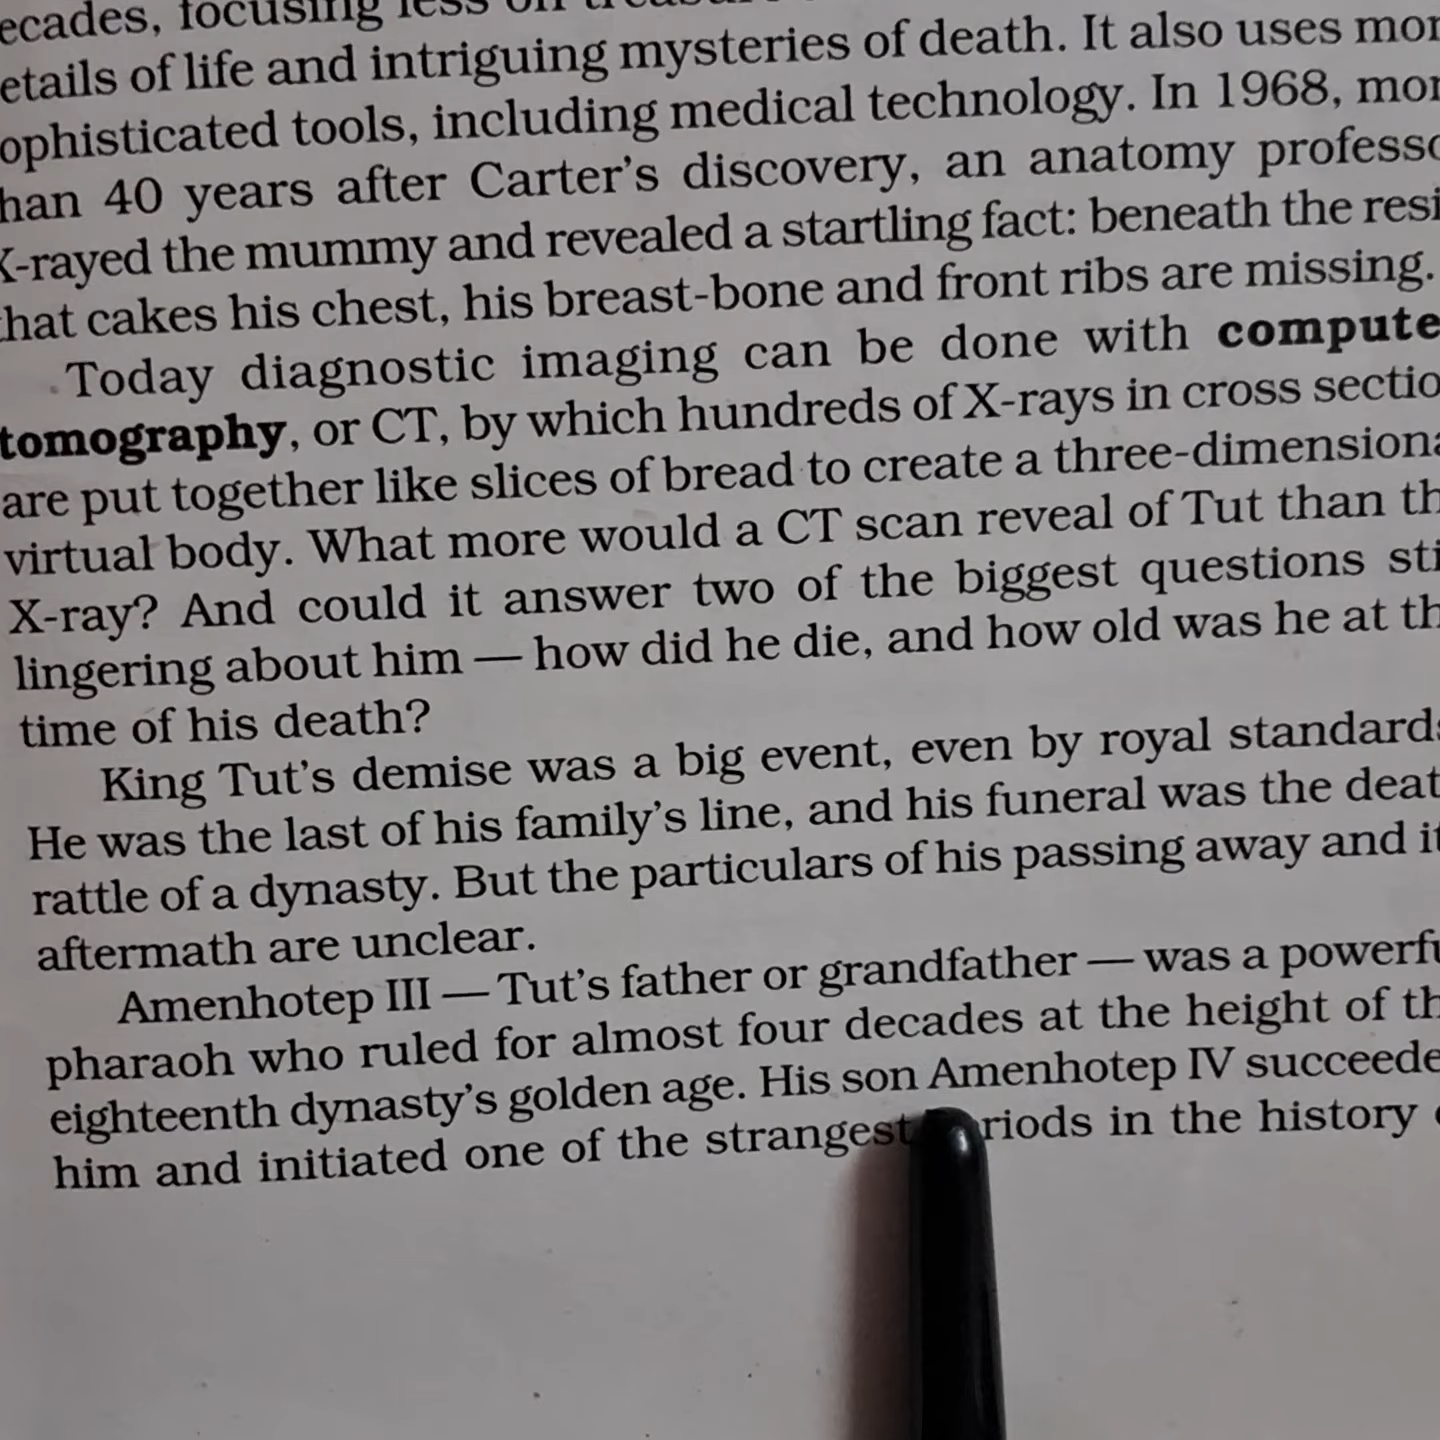 ecades, focusing less on
etails of life and intriguing mysteries of death. It also uses mor
ophisticated tools, including medical technology. In 1968, mor
han 40 years after Carter's discovery, an anatomy professo
X-rayed the mummy and revealed a startling fact: beneath the resi
that cakes his chest, his breast-bone and front ribs are missing.
Today diagnostic imaging can be done with compute
tomography, or CT, by which hundreds of X-rays in cross sectio
are put together like slices of bread to create a three-dimensiona
virtual body. What more would a CT scan reveal of Tut than th
X-ray? And could it answer two of the biggest questions sti
lingering about him — how did he die, and how old was he at th
time of his death?
King Tut's demise was a big event, even by royal standards
He was the last of his family's line, and his funeral was the deat
rattle of a dynasty. But the particulars of his passing away and it
aftermath are unclear.
Amenhotep III — Tut's father or grandfather — was a powerfu
pharaoh who ruled for almost four decades at the height of th
eighteenth dynasty's golden age. His son Amenhotep IV succeede
him and initiated one of the strangest riods in the history